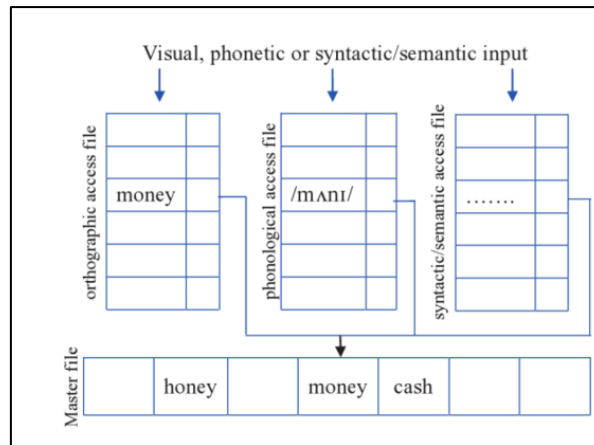 Visual, phonetic or syntactic/semantic input
orthographic access file
money
phonological access file
/mʌnɪ/
syntactic/semantic access file
.......
Master file
honey
money
cash